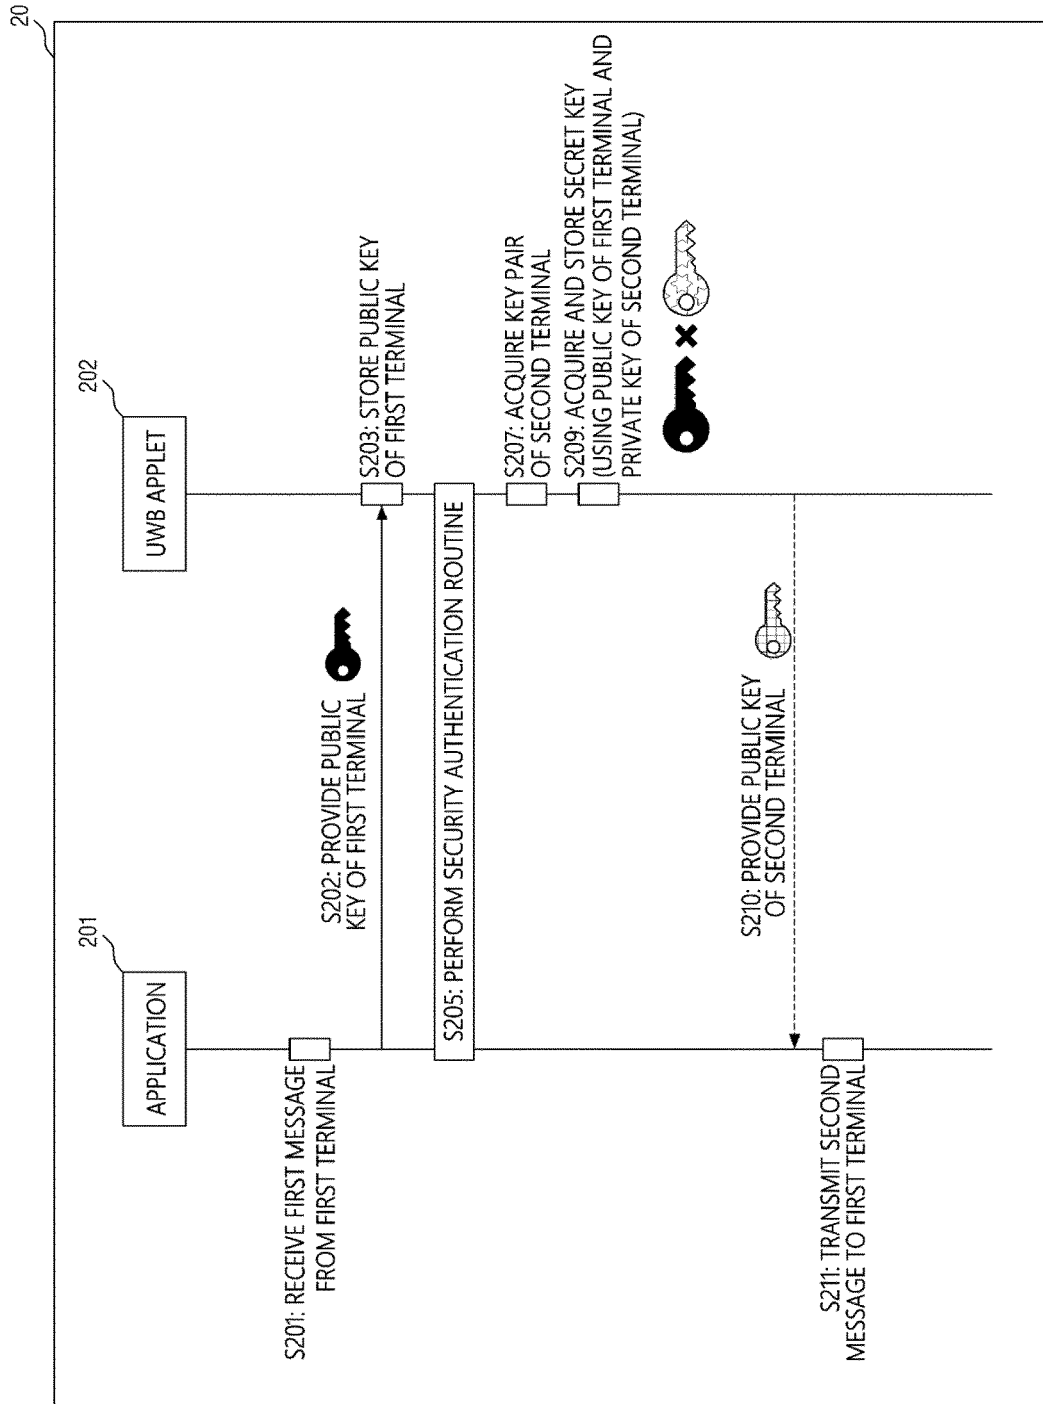 20
201
APPLICATION
202
UWB APPLET
S201: RECEIVE FIRST MESSAGE
FROM FIRST TERMINAL
S202: PROVIDE PUBLIC
KEY OF FIRST TERMINAL
S203: STORE PUBLIC KEY
OF FIRST TERMINAL
S205: PERFORM SECURITY AUTHENTICATION ROUTINE
S207: ACQUIRE KEY PAIR
OF SECOND TERMINAL
S209: ACQUIRE AND STORE SECRET KEY
(USING PUBLIC KEY OF FIRST TERMINAL AND
PRIVATE KEY OF SECOND TERMINAL)
S210: PROVIDE PUBLIC KEY
OF SECOND TERMINAL
S211: TRANSMIT SECOND
MESSAGE TO FIRST TERMINAL